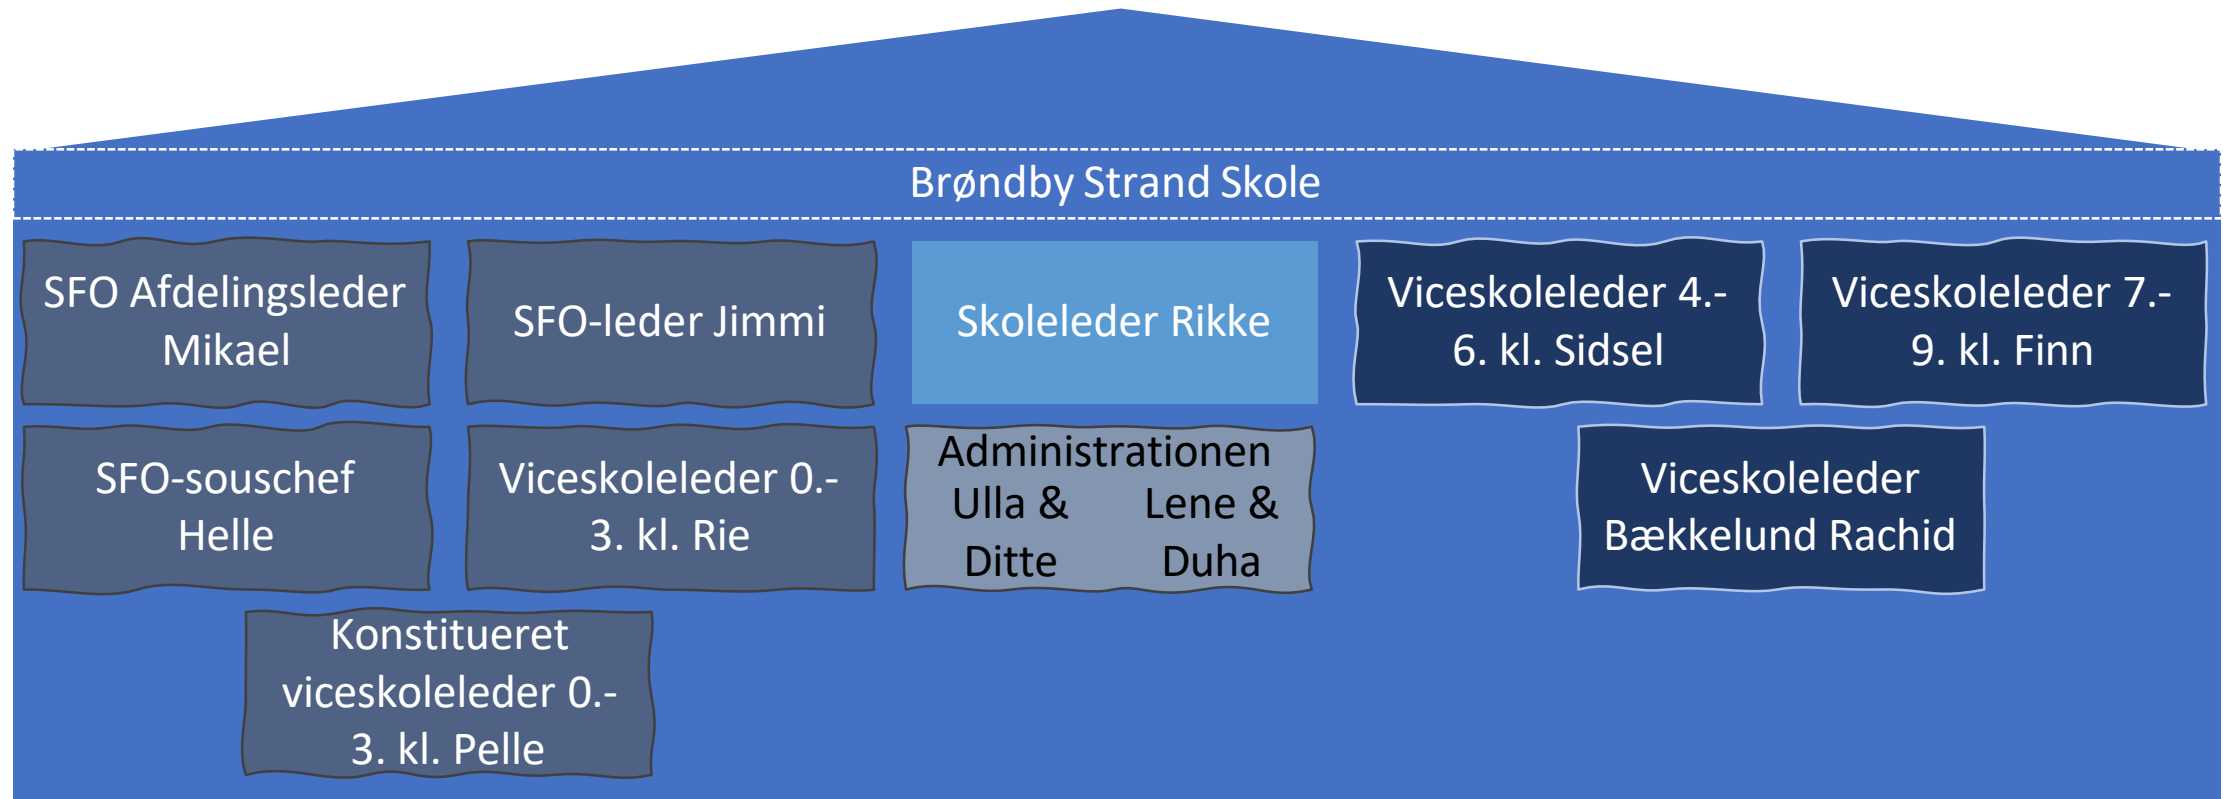 Brøndby Strand Skole
SFO Afdelingsleder
Mikael
SFO-leder Jimmi
Skoleleder Rikke
Viceskoleleder 4.-
6. kl. Sidsel
Viceskoleleder 7.-
9. kl. Finn
SFO-souschef
Helle
Viceskoleleder 0.-
3. kl. Rie
Administrationen
Ulla & Lene &
Ditte Duha
Viceskoleleder
Bækkelund Rachid
Konstitueret
viceskoleleder 0.-
3. kl. Pelle